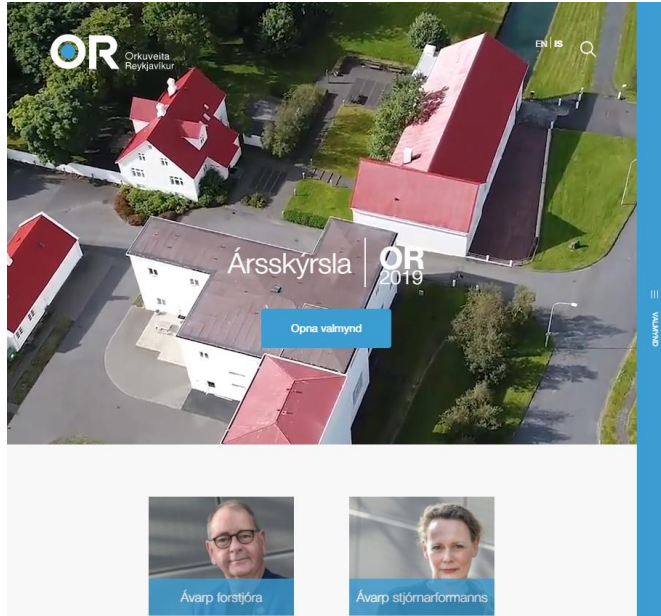 OR Orkuveita
Reykjavíkur
EN IS
Ársskýrsla OR
2019
Opna valmynd
VALMYND
Ávarp forstjóra
Ávarp stjórnarformanns